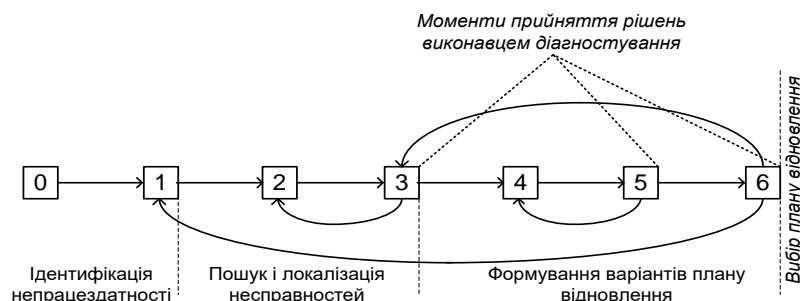 Моменти прийняття рішень
виконавцем діагностування
0
1
2
3
4
5
6
Ідентифікація
непрацездатності
Пошук і локалізація
несправностей
Формування варіантів плану
відновлення
Вибір плану відновлення